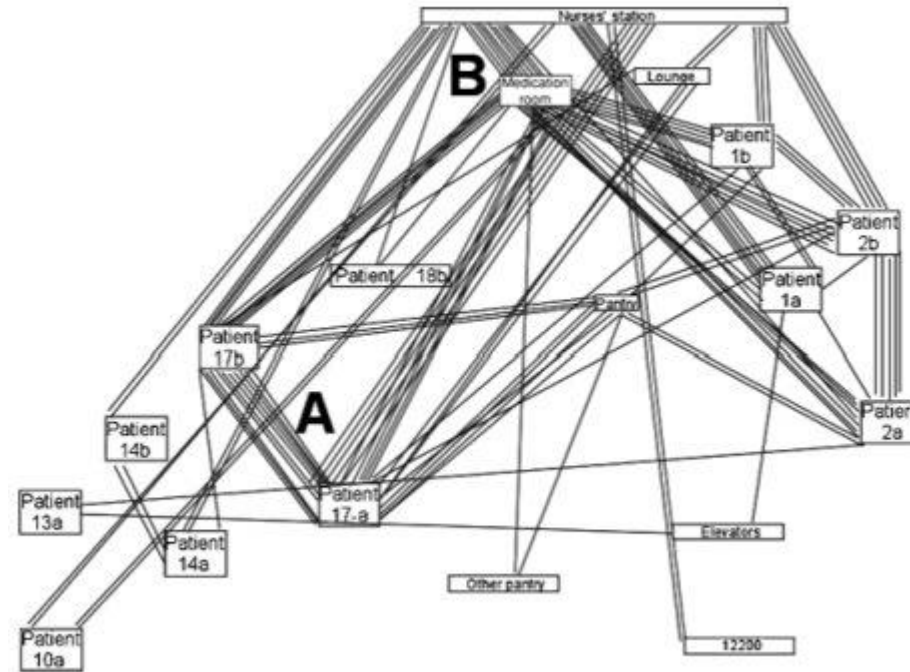 Nurses' station
B
Medication
room
Lounge
Patient
1b
Patient
2b
Patient 18b
Patient
1a
Pantry
Patient
17b
A
Patient
2a
Patient
14b
Patient
13a
Patient
17-a
Patient
14a
Elevators
Other pantry
Patient
10a
12200